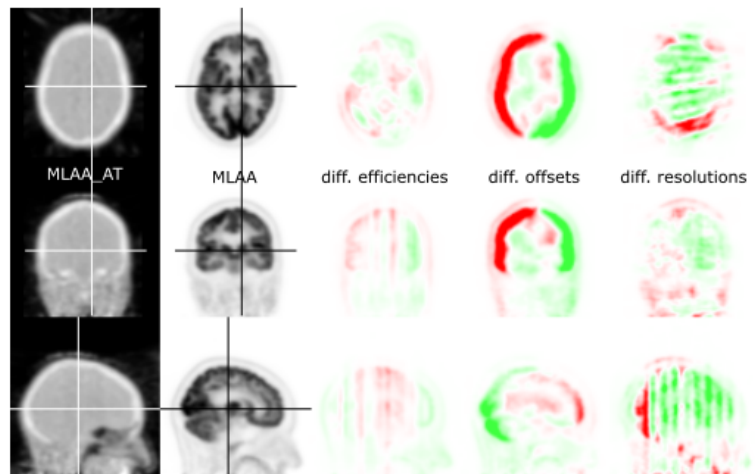 MLAA_AT
MLAA
diff. efficiencies
diff. offsets
diff. resolutions